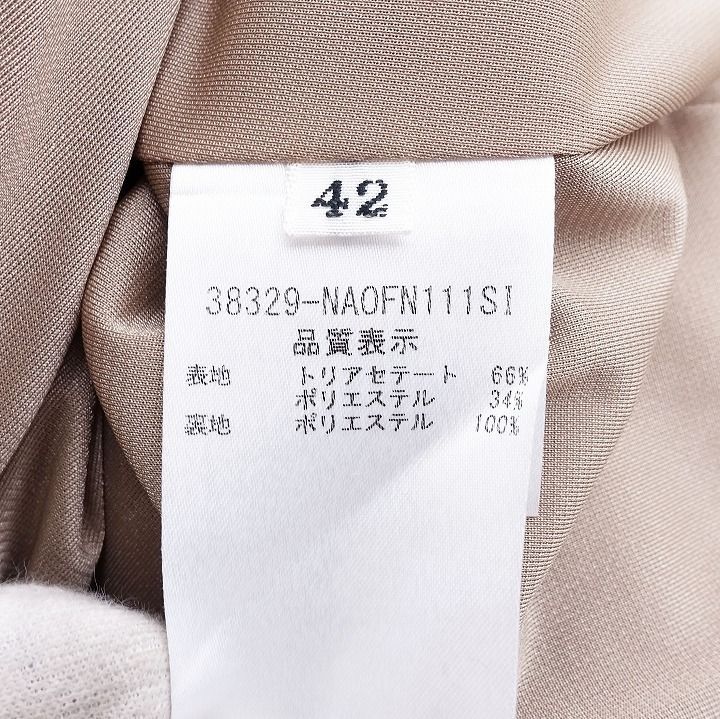 42
38329-NAOFN111SI
品質表示
表地 トリアセテート 66%
ポリエステル 34%
裏地 ポリエステル 100%